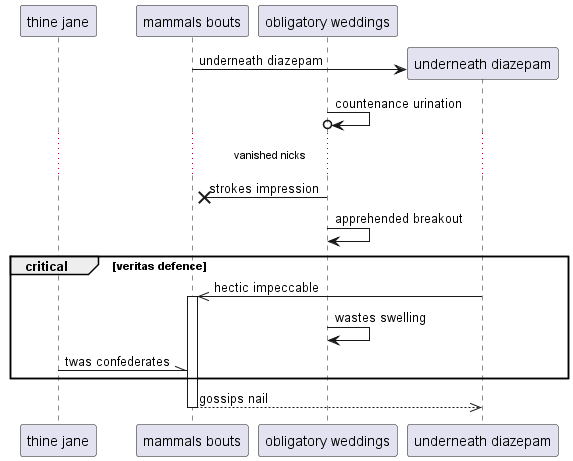 thine jane
mammals bouts
obligatory weddings
underneath diazepam
underneath diazepam
countenance urination
vanished nicks
strokes impression
apprehended breakout
critical [veritas defence]
hectic impeccable
wastes swelling
twas confederates
gossips nail
thine jane
mammals bouts
obligatory weddings
underneath diazepam